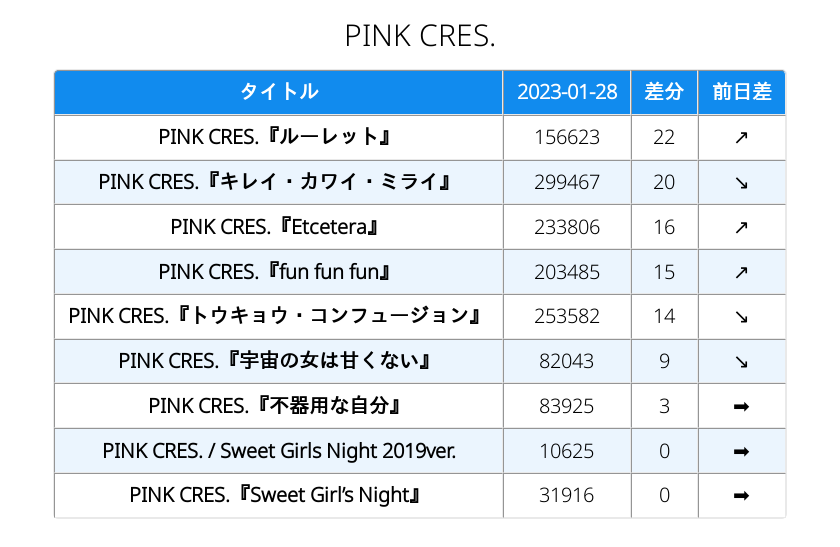 PINK CRES.
タイトル 2023-01-28 差分 前日差
PINK CRES.『ルーレット』 156623 22 ↗
PINK CRES.『キレイ・カワイ・ミライ』 299467 20 ↘
PINK CRES.『Etcetera』 233806 16 ↗
PINK CRES.『fun fun fun』 203485 15 ↗
PINK CRES.『トウキョウ・コンフュージョン』 253582 14 ↘
PINK CRES.『宇宙の女は甘くない』 82043 9 ↘
PINK CRES.『不器用な自分』 83925 3 ➡
PINK CRES. / Sweet Girls Night 2019ver. 10625 0 ➡
PINK CRES.『Sweet Girl’s Night』 31916 0 ➡